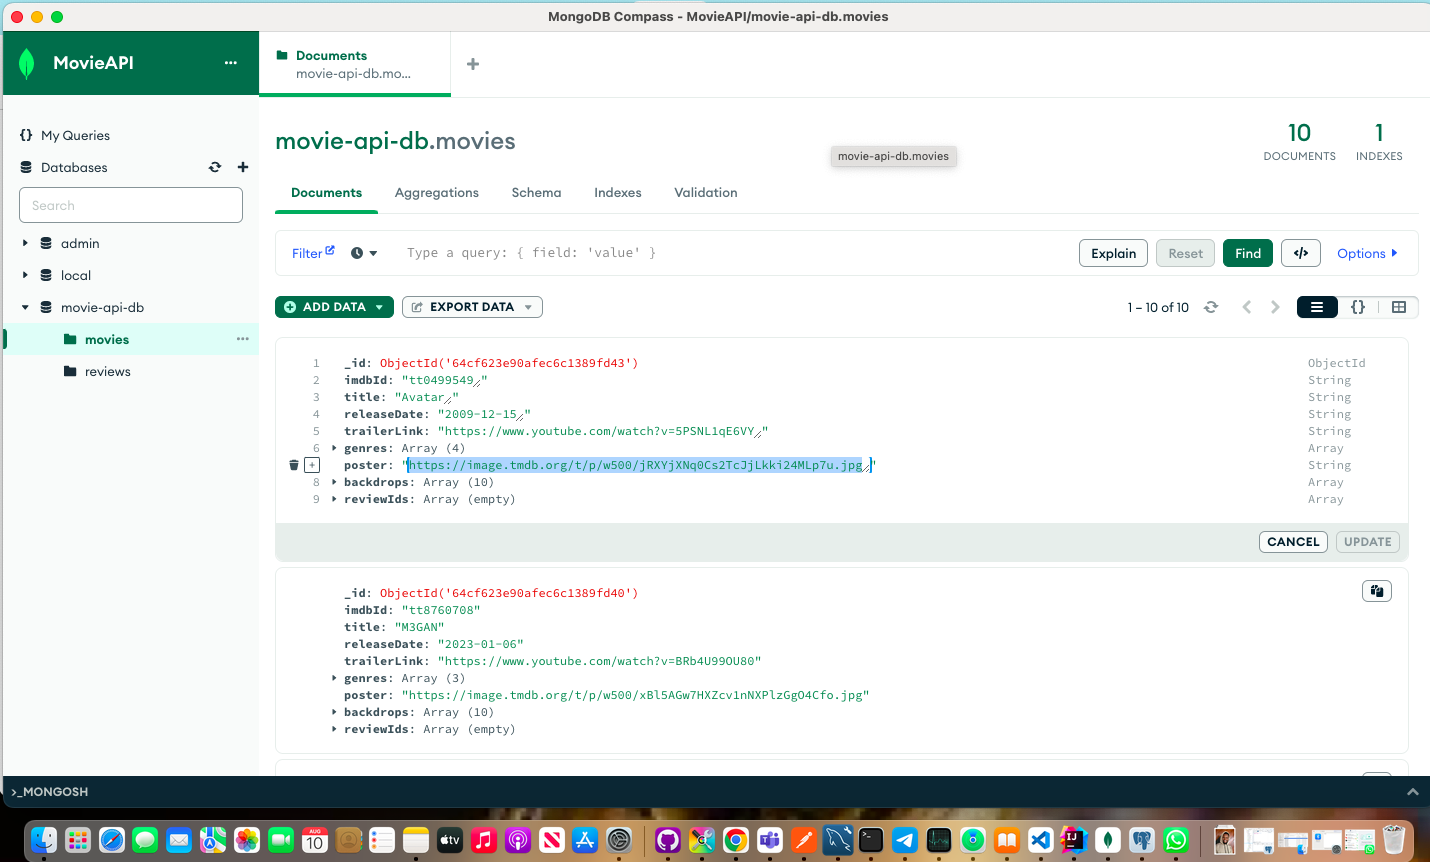 MongoDB Compass - MovieAPI/movie-api-db.movies
MovieAPI
Documents
movie-api-db.mo...
My Queries
Databases
Search
admin
local
movie-api-db
movies
reviews
movie-api-db.movies
movie-api-db.movies
10
DOCUMENTS
1
INDEXES
Documents Aggregations Schema Indexes Validation
Filter Type a query: { field: 'value' } Explain Reset Find </> Options
ADD DATA EXPORT DATA 1 – 10 of 10 {}
1 _id: ObjectId('64cf623e90afec6c1389fd43') ObjectId
2 imdbId: "tt0499549" String
3 title: "Avatar" String
4 releaseDate: "2009-12-15" String
5 trailerLink: "https://www.youtube.com/watch?v=5PSNL1qE6VY" String
6 genres: Array (4) Array
poster: "https://image.tmdb.org/t/p/w500/jRXYjXNq0Cs2TcJjLkki24MLp7u.jpg" String
8 backdrops: Array (10) Array
9 reviewIds: Array (empty) Array
CANCEL UPDATE
_id: ObjectId('64cf623e90afec6c1389fd40')
imdbId: "tt8760708"
title: "M3GAN"
releaseDate: "2023-01-06"
trailerLink: "https://www.youtube.com/watch?v=BRb4U99OU80"
genres: Array (3)
poster: "https://image.tmdb.org/t/p/w500/xBl5AGw7HXZcv1nNXPlzGgO4Cfo.jpg"
backdrops: Array (10)
reviewIds: Array (empty)
>_MONGOSH
AUG
10
tv